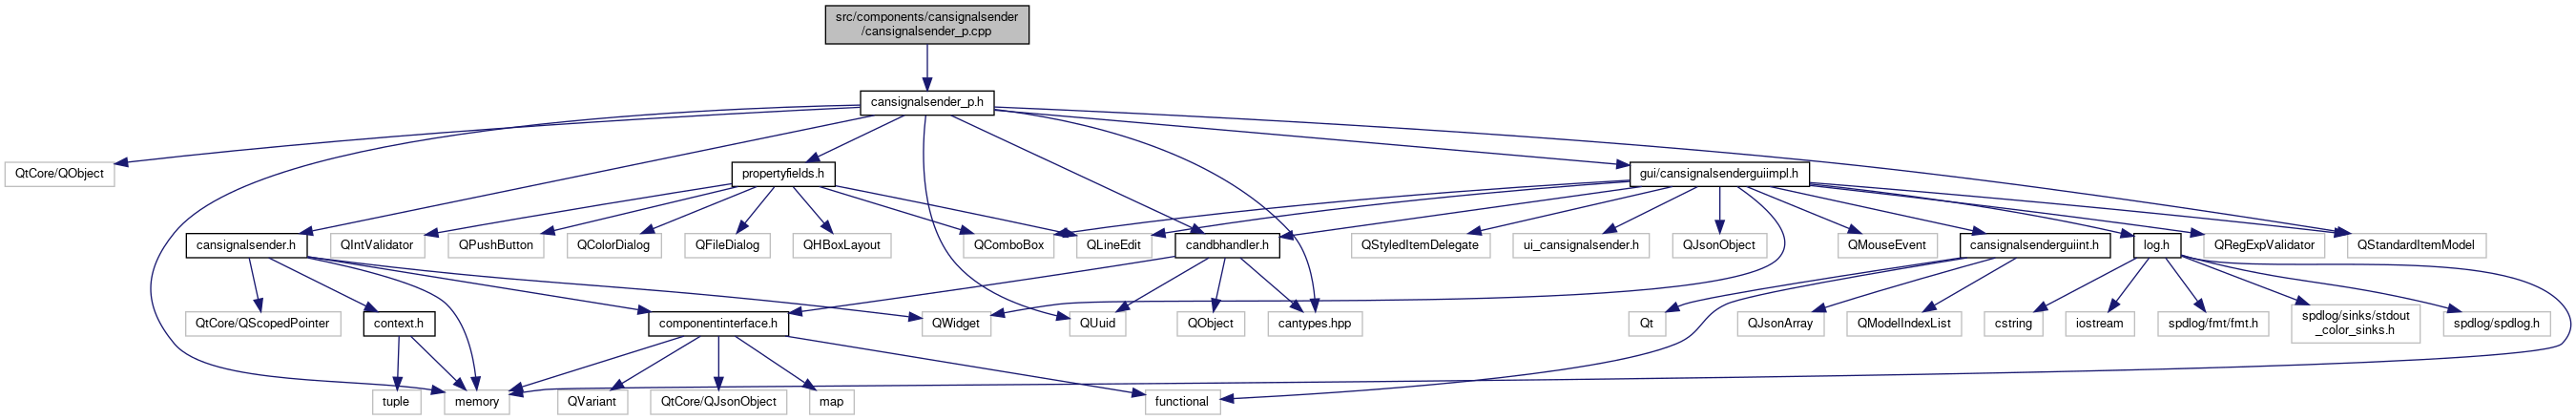 src/components/cansignalsender
/cansignalsender_p.cpp
cansignalsender_p.h
QtCore/QObject
propertyfields.h
gui/cansignalsenderguiimpl.h
cansignalsender.h
QIntValidator
QPushButton
QColorDialog
QFileDialog
QHBoxLayout
QComboBox
QLineEdit
candbhandler.h
QStyledItemDelegate
ui_cansignalsender.h
QJsonObject
QMouseEvent
cansignalsenderguiint.h
log.h
QRegExpValidator
QStandardItemModel
QtCore/QScopedPointer
context.h
componentinterface.h
QWidget
QUuid
QObject
cantypes.hpp
Qt
QJsonArray
QModelIndexList
cstring
iostream
spdlog/fmt/fmt.h
spdlog/sinks/stdout
_color_sinks.h
spdlog/spdlog.h
tuple
memory
QVariant
QtCore/QJsonObject
map
functional